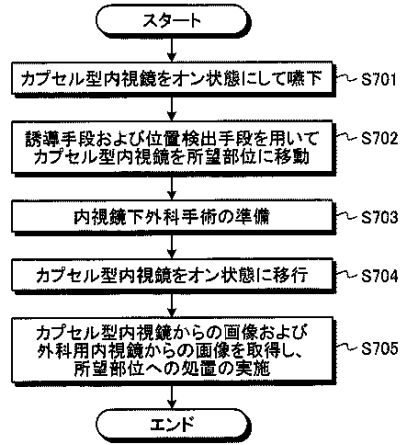 スタート
カプセル型内視鏡をオン状態にして嚥下
S701
誘導手段および位置検出手段を用いて
カプセル型内視鏡を所望部位に移動
S702
内視鏡下外科手術の準備
S703
カプセル型内視鏡をオン状態に移行
S704
カプセル型内視鏡からの画像および
外科用内視鏡からの画像を取得し、
所望部位への処置の実施
S705
エンド